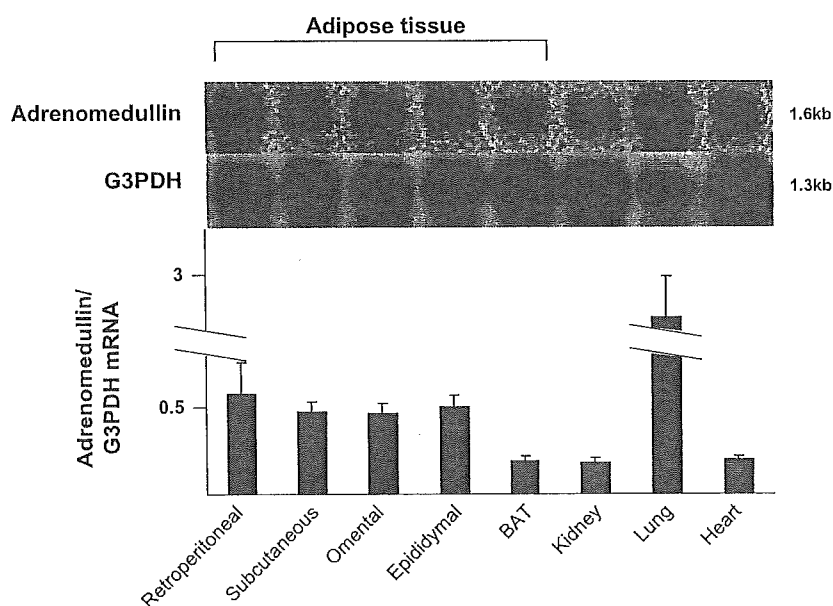 Adipose tissue
Adrenomedullin
1.6kb
G3PDH
1.3kb
Adrenomedullin/
G3PDH mRNA
3
0.5
Retroperitoneal
Subcutaneous
Omental
Epididymal
BAT
Kidney
Lung
Heart